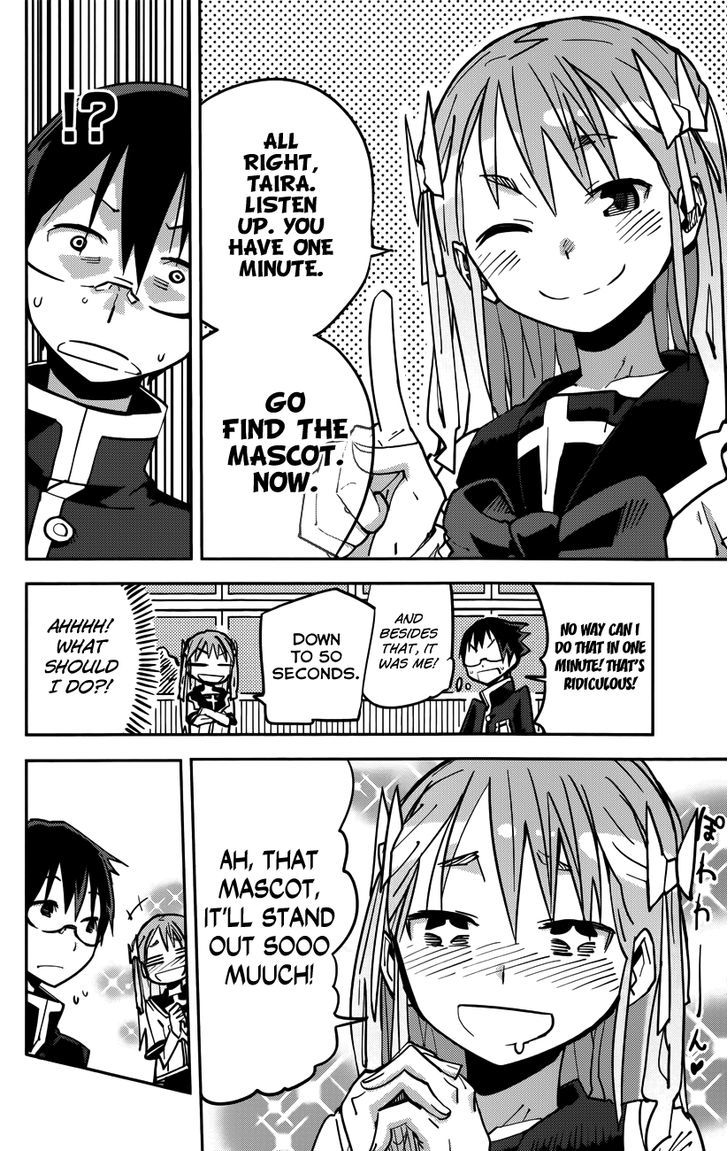 ALL
RIGHT,
TAIRA.
LISTEN
UP. YOU
HAVE ONE
MINUTE.
GO
FIND THE
MASCOT.
NOW.
!?
NO WAY CAN I
DO THAT IN ONE
MINUTE! THAT'S
RIDICULOUS!
AND
BESIDES
THAT, IT
WAS ME!
DOWN
TO 50
SECONDS.
AHHHH!
WHAT
SHOULD
I DO?!
AH, THAT
MASCOT,
IT'LL STAND
OUT SOOO
MUUCH!